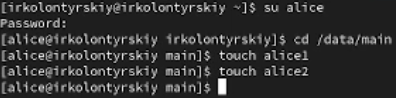 [irkolontyrskiy@irkolontyrskiy ~]$ su alice
Password:
[alice@irkolontyrskiy irkolontyrskiy]$ cd /data/main
[alice@irkolontyrskiy main]$ touch alice1
[alice@irkolontyrskiy main]$ touch alice2
[alice@irkolontyrskiy main]$